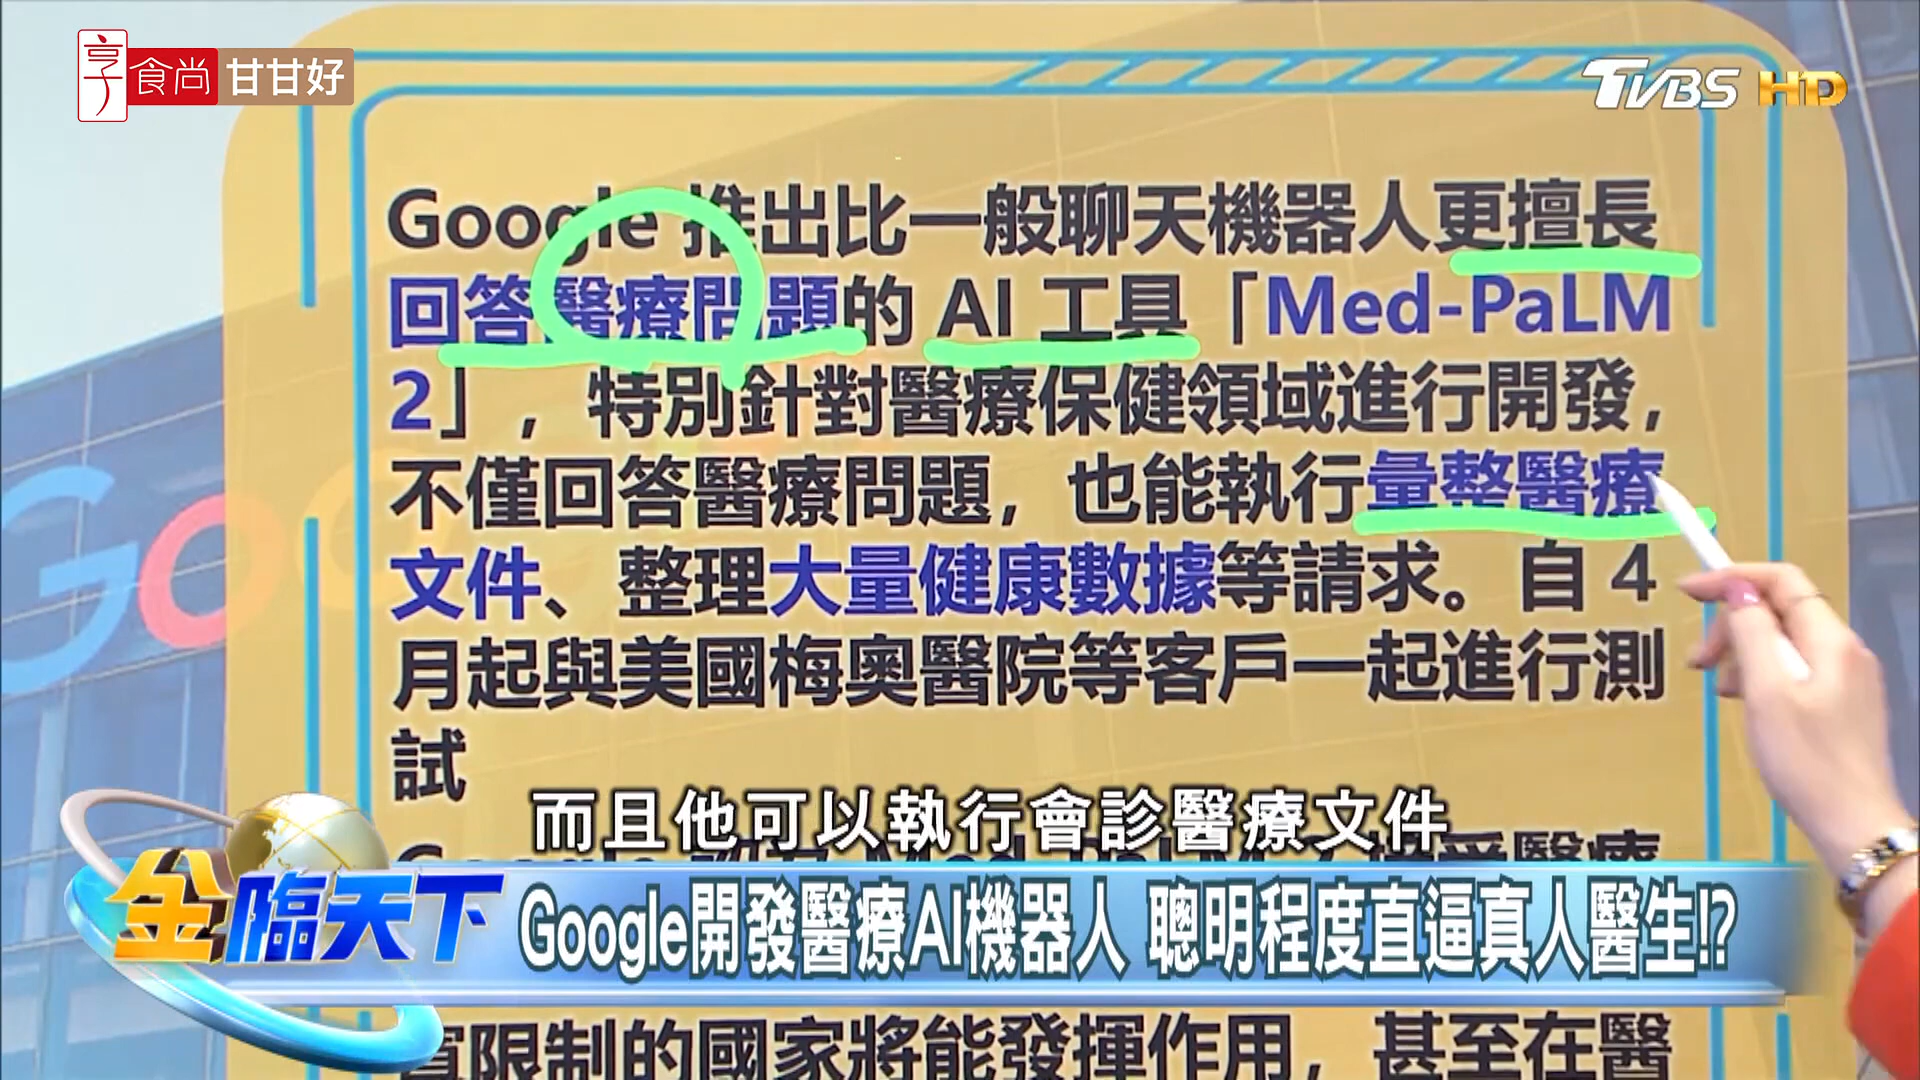 享 食尚 甘甘好
TVBS HD
Google 推出比一般聊天機器人更擅長
回答醫療問題的 AI 工具「Med-PaLM
2」，特別針對醫療保健領域進行開發，
不僅回答醫療問題，也能執行量整醫療
文件、整理大量健康數據等請求。自 4
月起與美國梅奧醫院等客戶一起進行測
試
而且他可以執行會診醫療文件
金臨天下
Google開發醫療AI機器人 聰明程度直逼真人醫生!?
限制的國家將能發揮作用，甚至在醫
Google